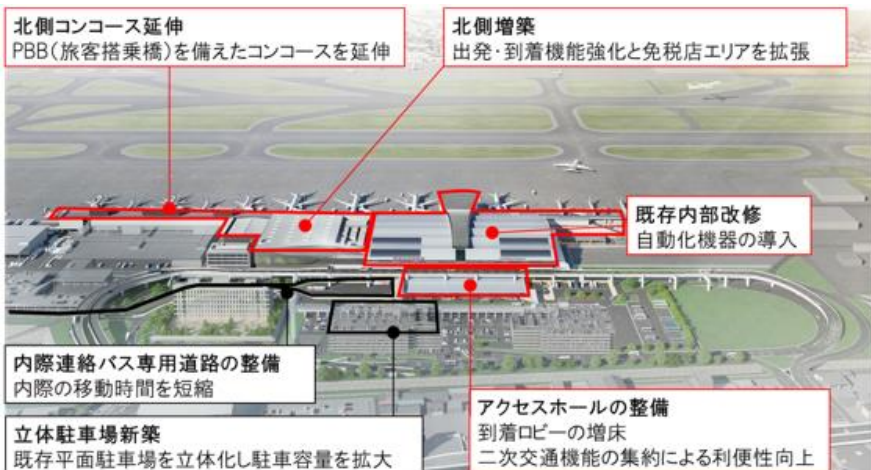 北側コンコース延伸
PBB(旅客搭乗橋)を備えたコンコースを延伸
北側増築
出発・到着機能強化と免税店エリアを拡張
既存内部改修
自動化機器の導入
内際連絡バス専用道路の整備
内際の移動時間を短縮
立体駐車場新築
既存平面駐車場を立体化し駐車容量を拡大
アクセスホールの整備
到着ロビーの増床
二次交通機能の集約による利便性向上